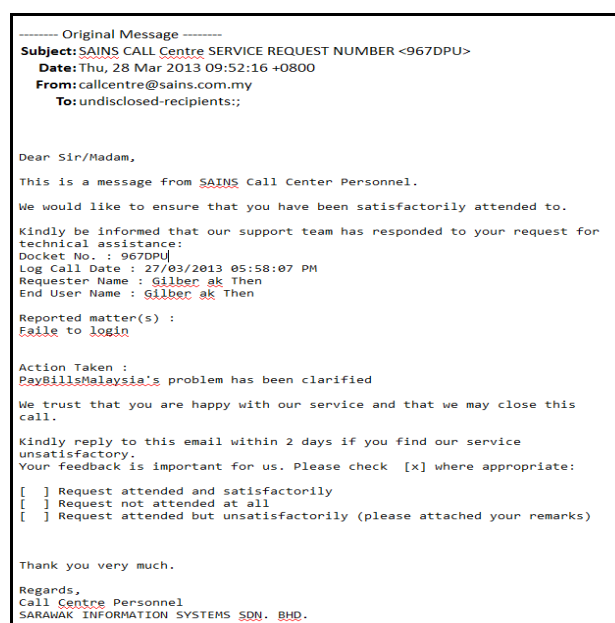 -------- Original Message --------
Subject: SAINS CALL Centre SERVICE REQUEST NUMBER <967DPU>
Date: Thu, 28 Mar 2013 09:52:16 +0800
From: callcentre@sains.com.my
To: undisclosed-recipients:;
Dear Sir/Madam,
This is a message from SAINS Call Center Personnel.
We would like to ensure that you have been satisfactorily attended to.
Kindly be informed that our support team has responded to your request for
technical assistance:
Docket No. : 967DPU
Log Call Date : 27/03/2013 05:58:07 PM
Requester Name : Gilber ak Then
End User Name : Gilber ak Then
Reported matter(s) :
Faile to login
Action Taken :
PayBillsMalaysia's problem has been clarified
We trust that you are happy with our service and that we may close this
call.
Kindly reply to this email within 2 days if you find our service
unsatisfactory.
Your feedback is important for us. Please check  [x] where appropriate:
[  ] Request attended and satisfactorily
[  ] Request not attended at all
[  ] Request attended but unsatisfactorily (please attached your remarks)
Thank you very much.
Regards,
Call Centre Personnel
SARAWAK INFORMATION SYSTEMS SDN. BHD.